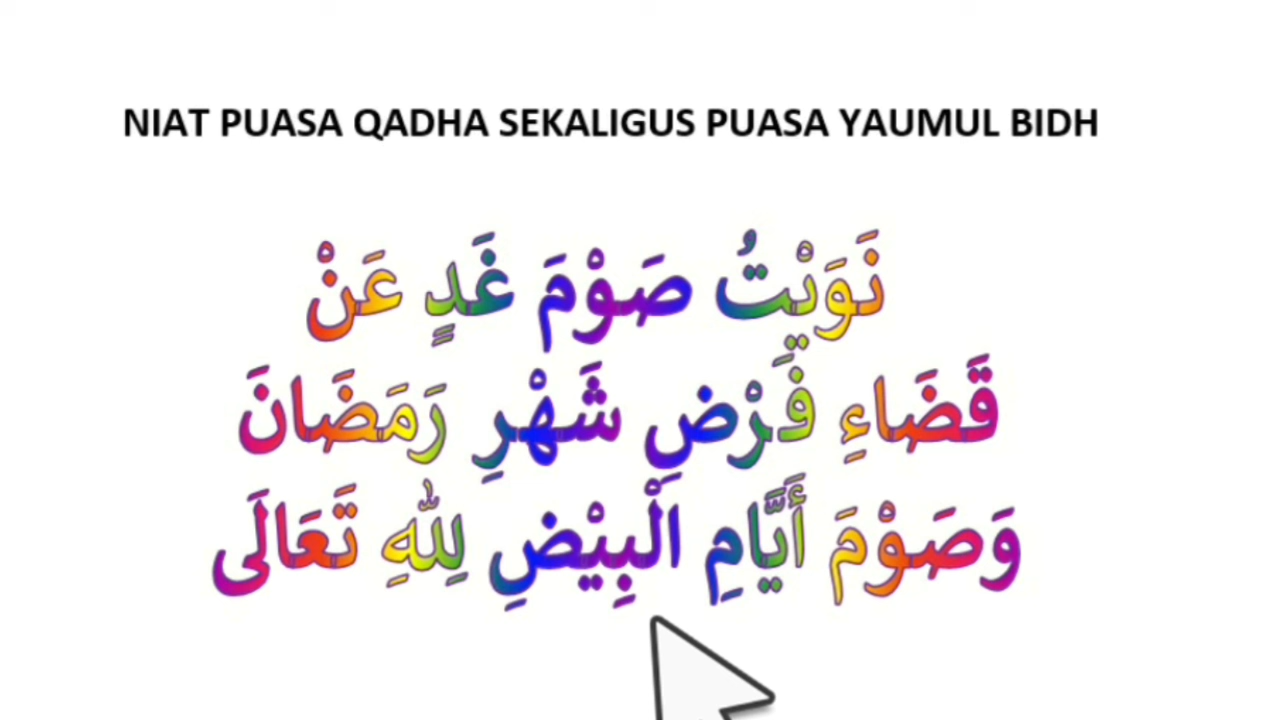 NIAT PUASA QADHA SEKALIGUS PUASA YAUMUL BIDH
نَوَيْتُ صَوْمَ غَدٍ عَنْ
قَضَاءِ فَرْضِ شَهْرِ رَمَضَانَ
وَصَوْمَ أَيَّامِ الْبِيْضِ لِلّٰهِ تَعَالَى